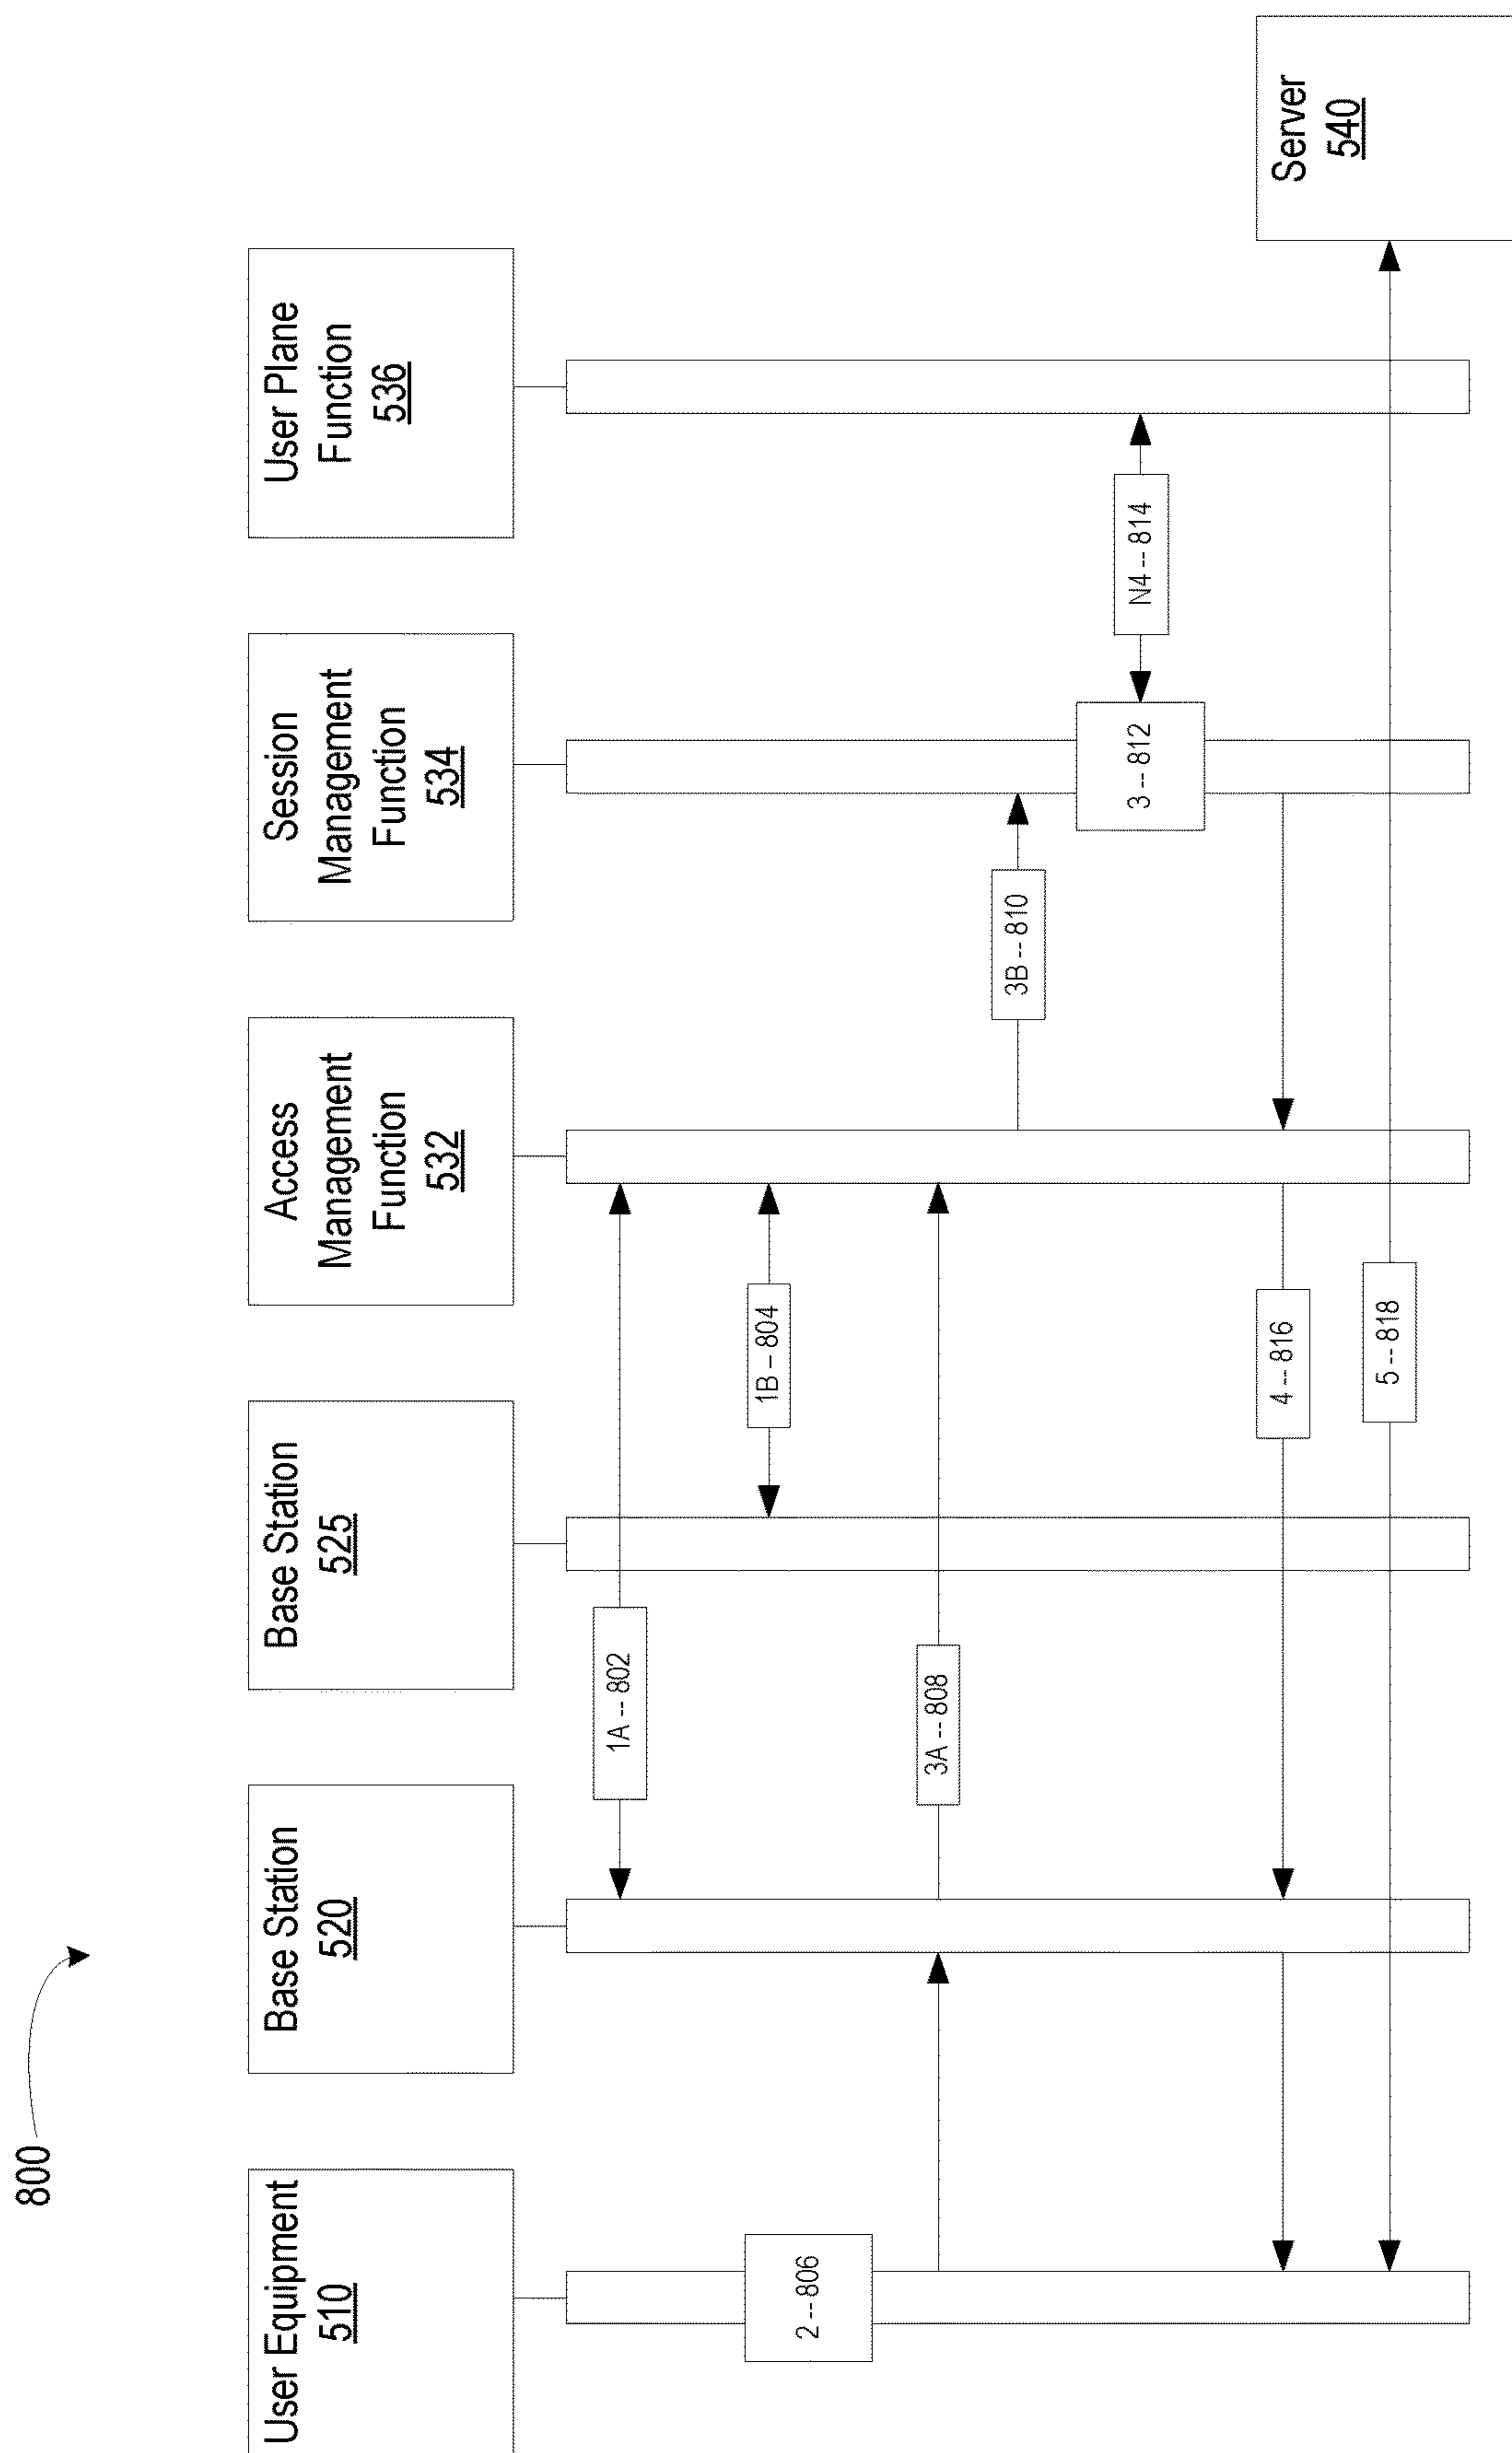 800
User Equipment
510
Base Station
520
Base Station
525
Access
Management
Function
532
Session
Management
Function
534
User Plane
Function
536
1A -- 802
2 -- 806
1B – 804
3A -- 808
3B -- 810
3 -- 812
N4 -- 814
4 -- 816
5 -- 818
Server
540